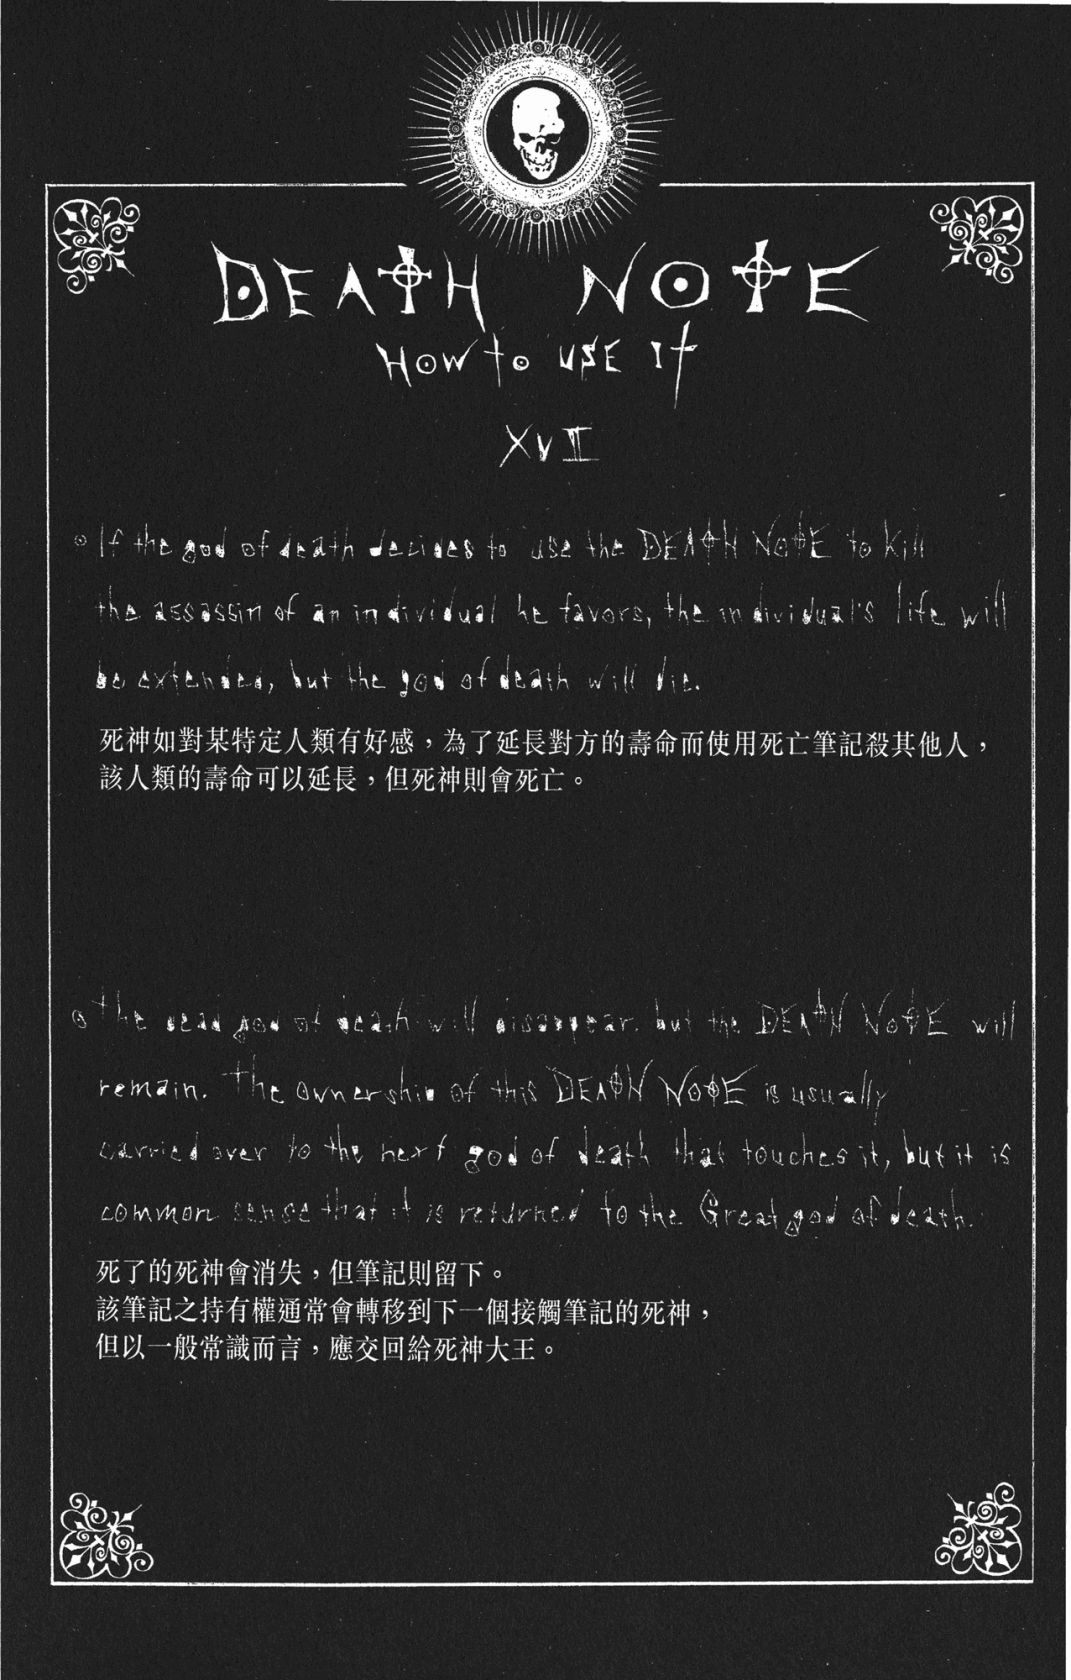 DEATH NOTE
HOW to USE It
XVII
If the god of death decides to use the DEATH NOTE to kill
the assassin of an individual he favors, the individual's life will
be extended, but the god of death will die.
死神如對某特定人類有好感，為了延長對方的壽命而使用死亡筆記殺其他人，
該人類的壽命可以延長，但死神則會死亡。
The dead god of death will disappear, but the DEATH NOTE will
remain. The ownership of this DEATH NOTE is usually
carried over to the next god of death that touches it, but it is
common sense that it is returned to the Great god of death.
死了的死神會消失，但筆記則留下。
該筆記之持有權通常會轉移到下一個接觸筆記的死神，
但以一般常識而言，應交回給死神大王。